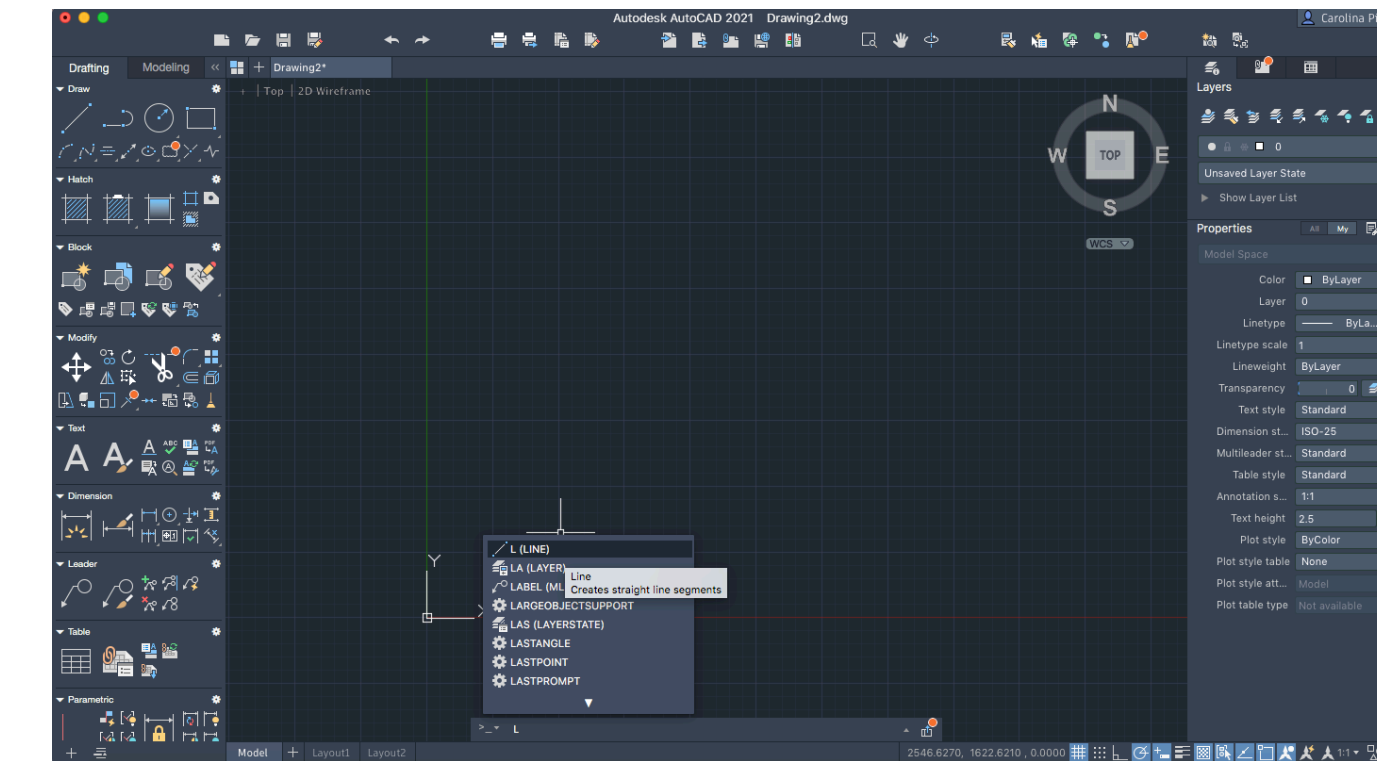 Autodesk AutoCAD 2021 Drawing2.dwg
Carolina Pi
Drafting Modeling
Drawing2*
Draw
+ | Top | 2D Wireframe
Hatch
Block
Modify
Text
ABC
A
PDF
Dimension
Leader
Table
Parametric
N
W TOP E
S
WCS
Y
L (LINE)
LA (LAYER)
LABEL (ML
LARGEOBJECTSUPPORT
LAS (LAYERSTATE)
LASTANGLE
LASTPOINT
LASTPROMPT
Line
Creates straight line segments
>_ L
Model + Layout1 Layout2
2546.6270, 1622.6210 , 0.0000
1:1
Layers
0
Unsaved Layer State
Show Layer List
Properties All My
Model Space
Color ByLayer
Layer 0
Linetype ByLa...
Linetype scale 1
Lineweight ByLayer
Transparency 0
Text style Standard
Dimension st... ISO-25
Multileader st... Standard
Table style Standard
Annotation s... 1:1
Text height 2.5
Plot style ByColor
Plot style table None
Plot style att... Model
Plot table type Not available